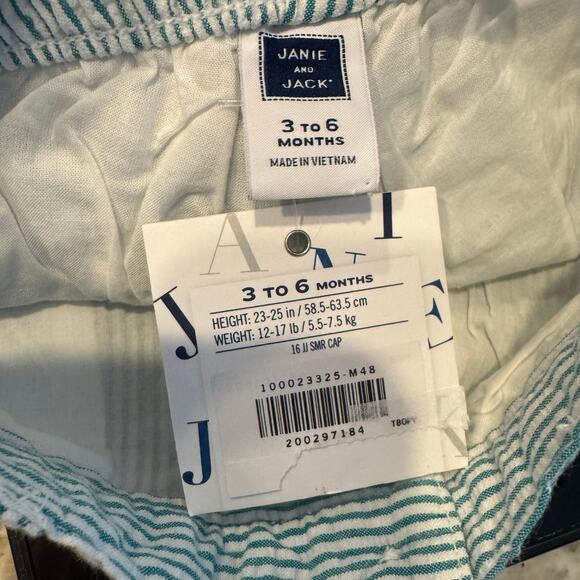 JANIE
AND
JACK
3 TO 6
MONTHS
MADE IN VIETNAM
3 TO 6 MONTHS
HEIGHT: 23-25 in / 58.5-63.5 cm
WEIGHT: 12-17 lb / 5.5-7.5 kg
16 JJ SMR CAP
100023325-M48
200297184